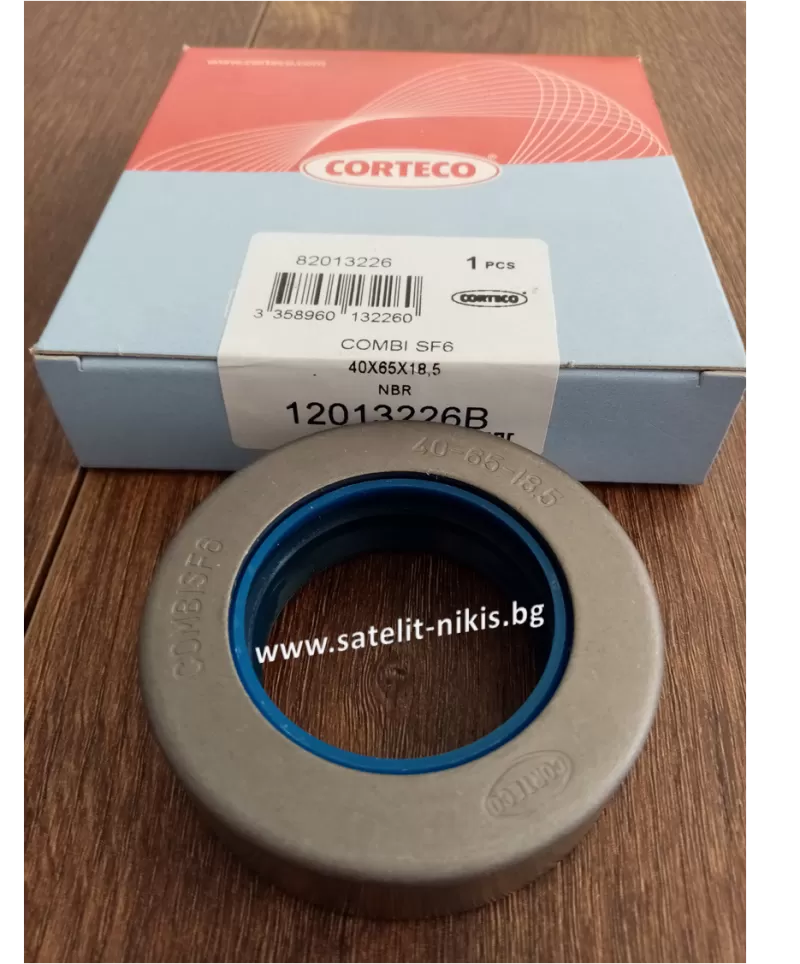 www.corteco.com
CORTECO
82013226
1 PCS
3 358960 132260
CORTECO
COMBI SF6
40X65X18,5
NBR
12013226B
40-65-18.5
COMBISF6
www.satelit-nikis.bg
CORTECO